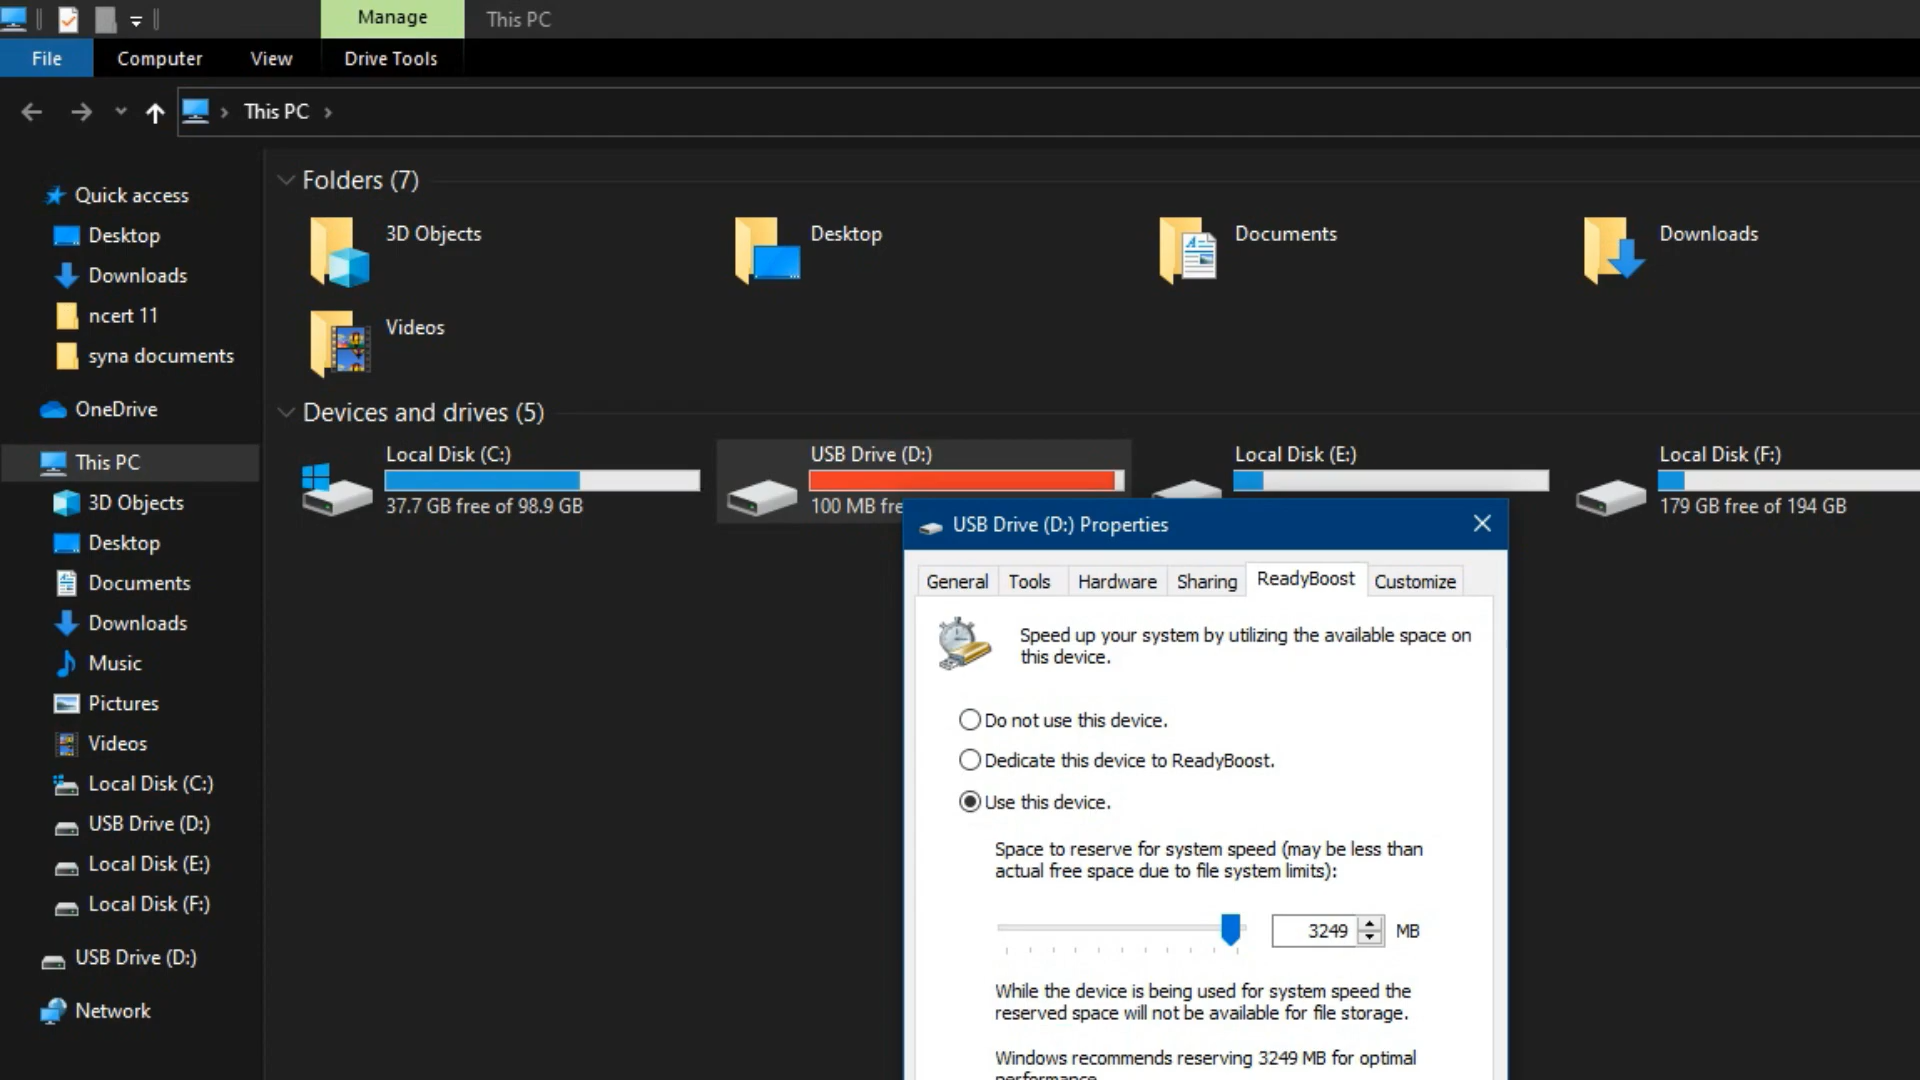 Manage
This PC
File
Computer
View
Drive Tools
This PC
Quick access
Desktop
Downloads
ncert 11
syna documents
OneDrive
This PC
3D Objects
Desktop
Documents
Downloads
Music
Pictures
Videos
Local Disk (C:)
USB Drive (D:)
Local Disk (E:)
Local Disk (F:)
USB Drive (D:)
Network
Folders (7)
3D Objects
Desktop
Documents
Downloads
Videos
Devices and drives (5)
Local Disk (C:)
37.7 GB free of 98.9 GB
USB Drive (D:)
100 MB fre
Local Disk (E:)
Local Disk (F:)
179 GB free of 194 GB
USB Drive (D:) Properties
General
Tools
Hardware
Sharing
ReadyBoost
Customize
Speed up your system by utilizing the available space on
this device.
Do not use this device.
Dedicate this device to ReadyBoost.
Use this device.
Space to reserve for system speed (may be less than
actual free space due to file system limits):
3249 MB
While the device is being used for system speed the
reserved space will not be available for file storage.
Windows recommends reserving 3249 MB for optimal
performance.